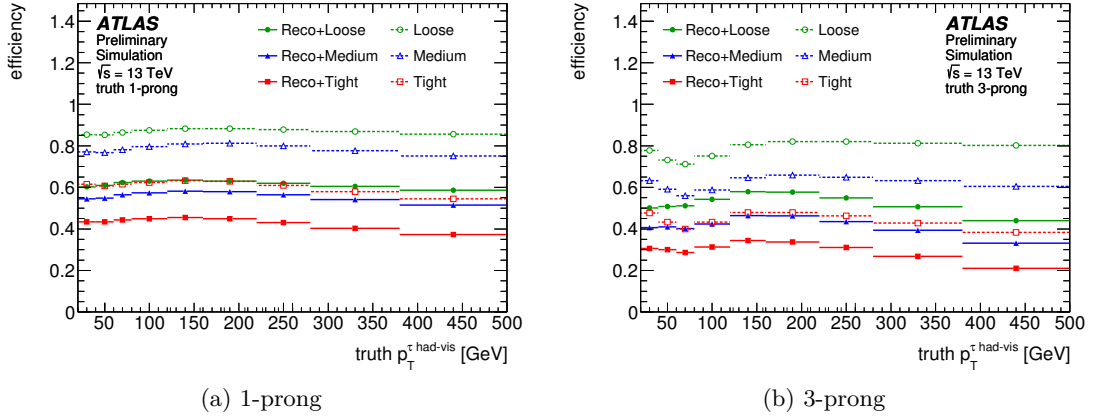 efficiency
1.4
1.2
1
0.8
0.6
0.4
0.2
0
ATLAS
Preliminary
Simulation
√s = 13 TeV
truth 1-prong
Reco+Loose
Loose
Reco+Medium
Medium
Reco+Tight
Tight
50 100 150 200 250 300 350 400 450 500
truth p_T^{τ had-vis} [GeV]
(a) 1-prong
efficiency
1.4
1.2
1
0.8
0.6
0.4
0.2
0
Reco+Loose
Loose
Reco+Medium
Medium
Reco+Tight
Tight
ATLAS
Preliminary
Simulation
√s = 13 TeV
truth 3-prong
50 100 150 200 250 300 350 400 450 500
truth p_T^{τ had-vis} [GeV]
(b) 3-prong